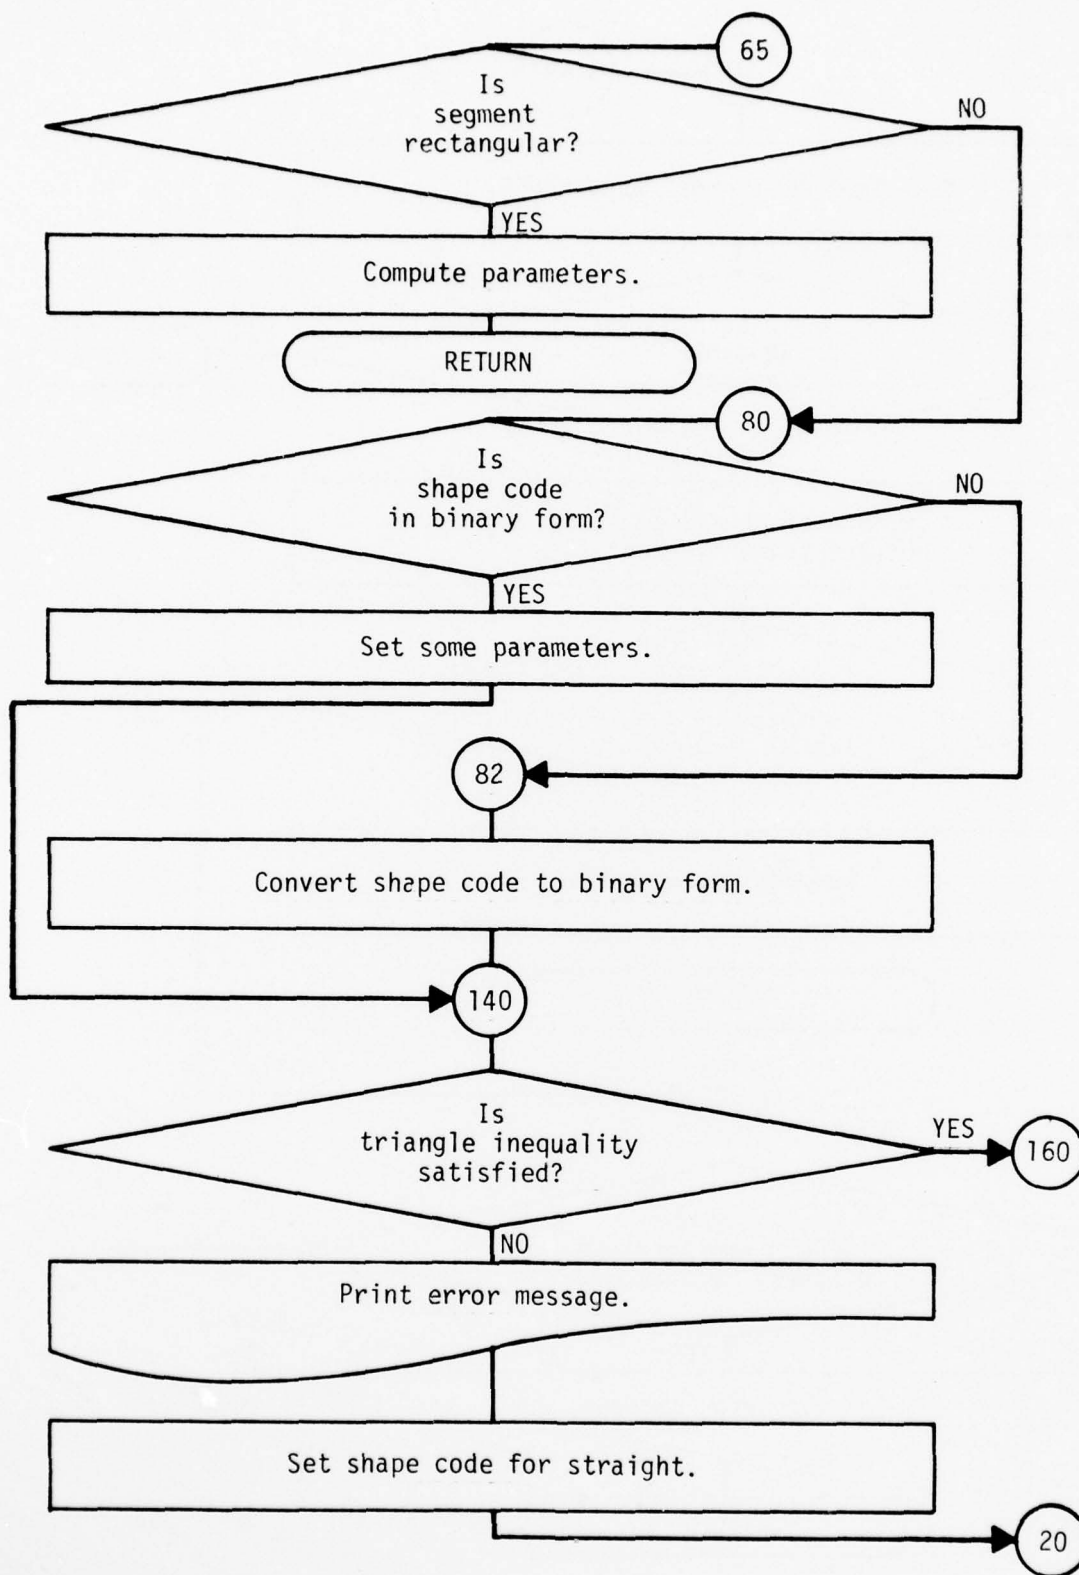 65
Is
segment
rectangular?
NO
YES
Compute parameters.
RETURN
80
Is
shape code
in binary form?
NO
YES
Set some parameters.
82
Convert shape code to binary form.
140
Is
triangle inequality
satisfied?
YES
160
NO
Print error message.
Set shape code for straight.
20